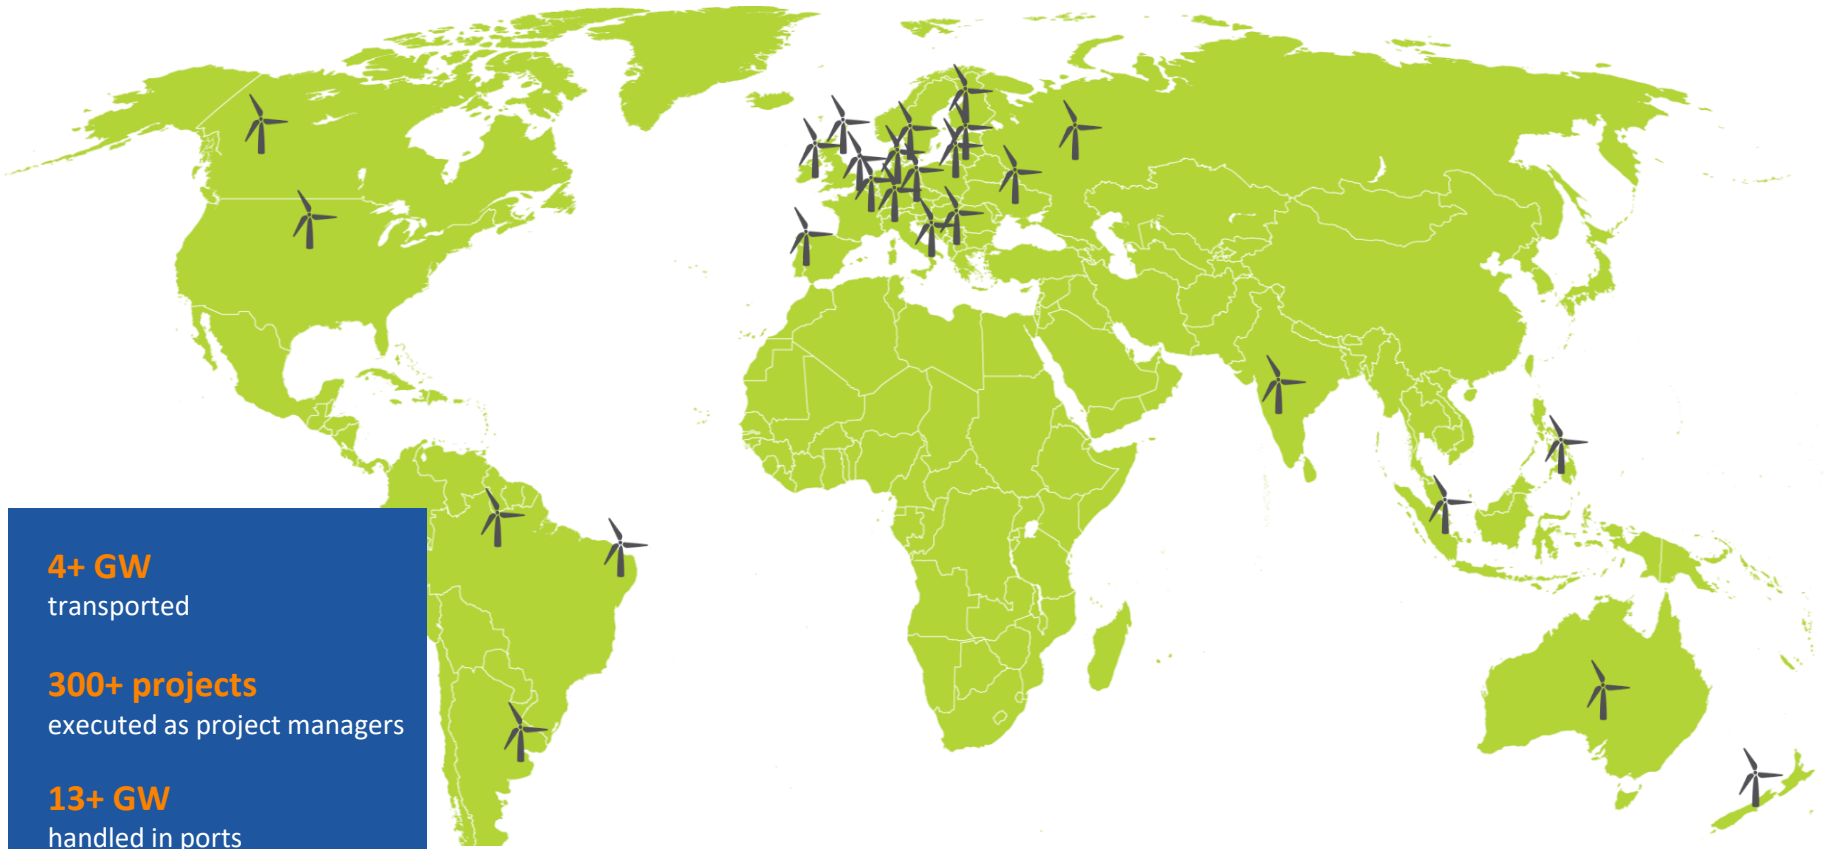 4+ GW
transported
300+ projects
executed as project managers
13+ GW
handled in ports